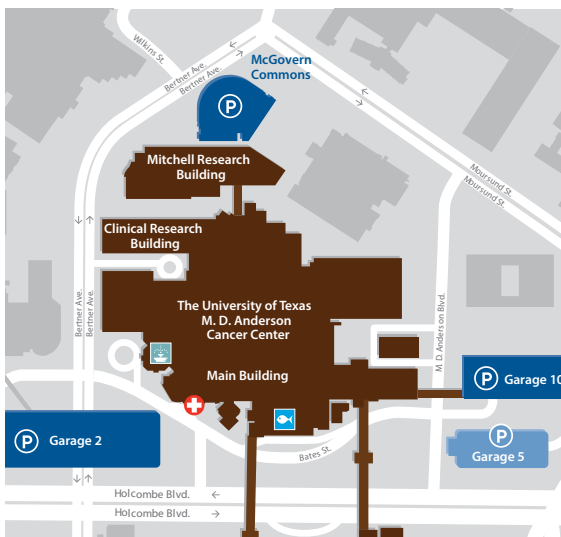 Wilkins St.
Bertner Ave.
Bertner Ave.
McGovern
Commons
P
Mitchell Research
Building
Moursund St.
Moursund St.
Clinical Research
Building
Bertner Ave.
Bertner Ave.
The University of Texas
M. D. Anderson
Cancer Center
M. D. Anderson Blvd.
Main Building
P Garage 10
P Garage 2
P
Garage 5
Bates St.
Holcombe Blvd.
Holcombe Blvd.